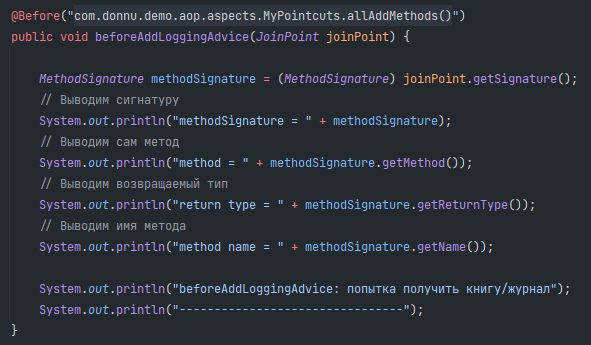 @Before("com.donnu.demo.aop.aspects.MyPointcuts.allAddMethods()")
public void beforeAddLoggingAdvice(JoinPoint joinPoint) {
MethodSignature methodSignature = (MethodSignature) joinPoint.getSignature();
// Выводим сигнатуру
System.out.println("methodSignature = " + methodSignature);
// Выводим сам метод
System.out.println("method = " + methodSignature.getMethod());
// Выводим возвращаемый тип
System.out.println("return type = " + methodSignature.getReturnType());
// Выводим имя метода
System.out.println("method name = " + methodSignature.getName());
System.out.println("beforeAddLoggingAdvice: попытка получить книгу/журнал");
System.out.println("-------------------------------");
}